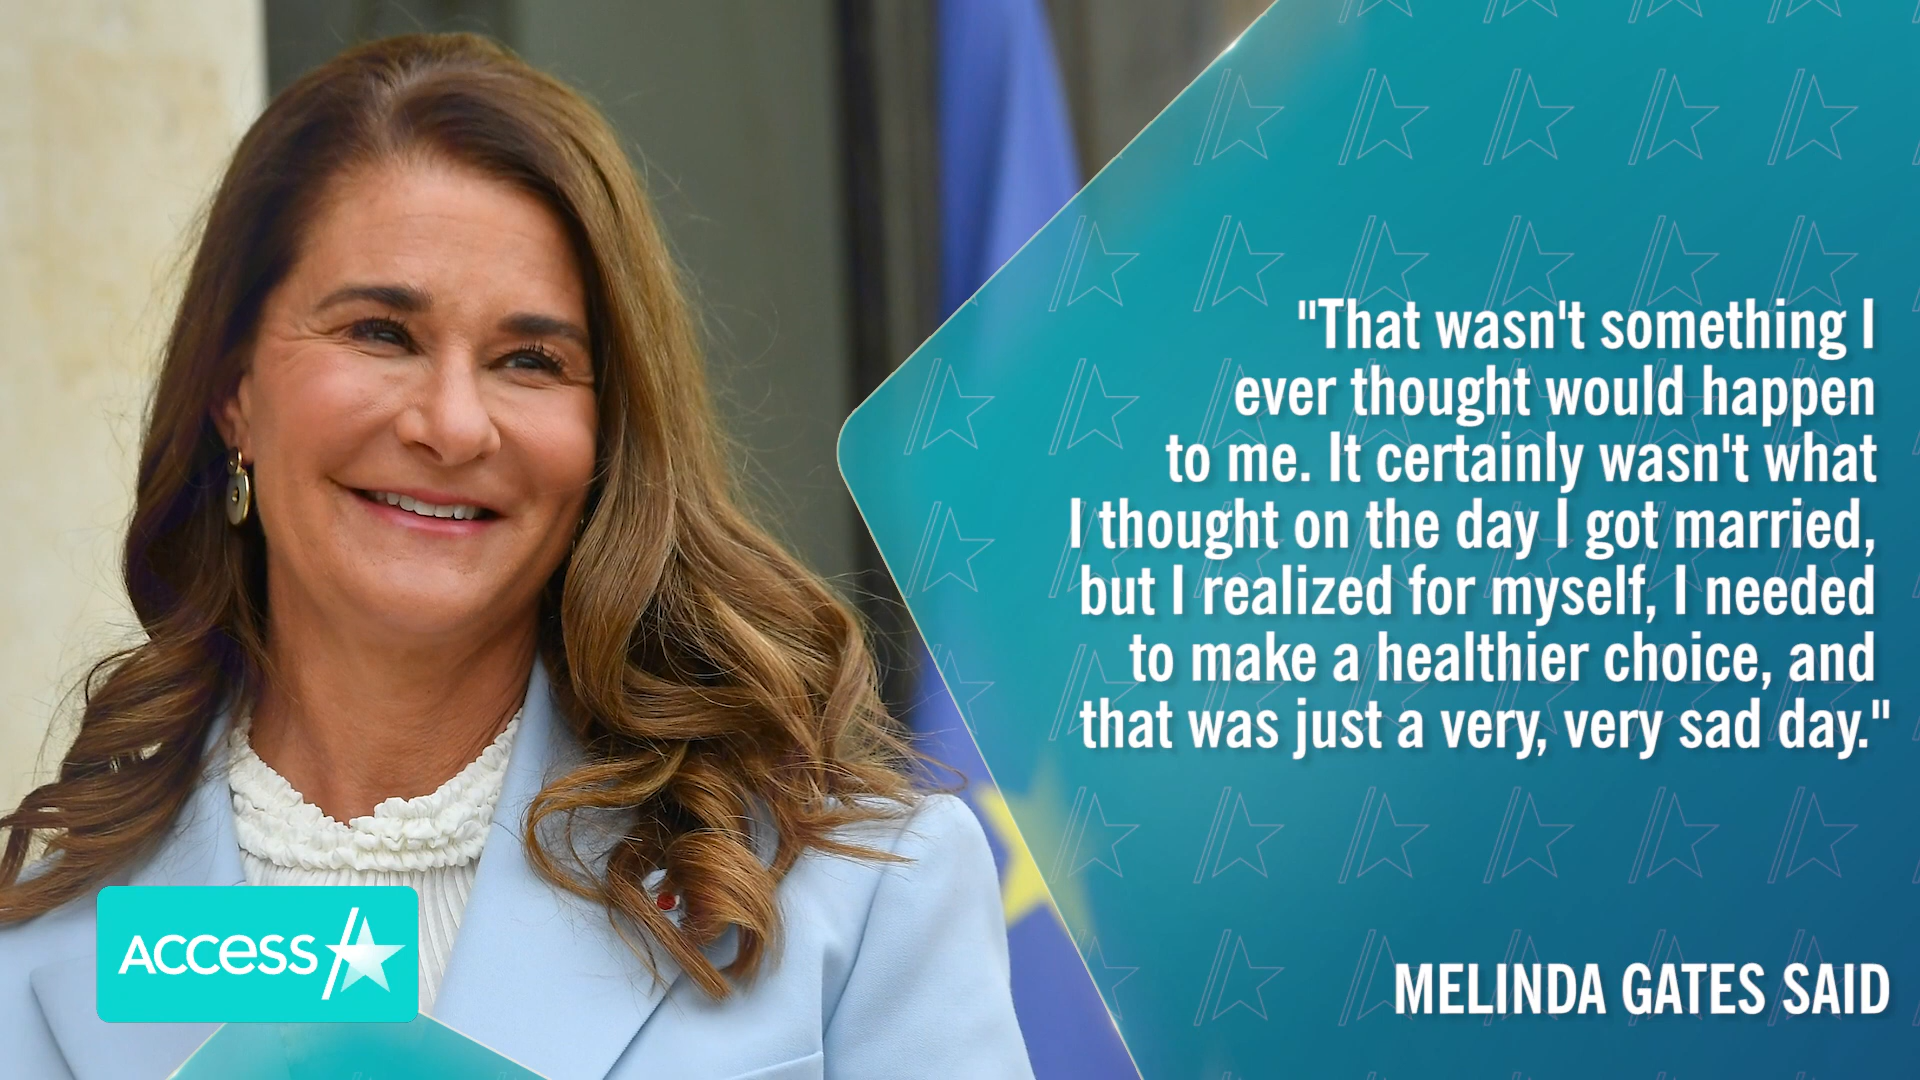 "That wasn't something I
ever thought would happen
to me. It certainly wasn't what
I thought on the day I got married,
but I realized for myself, I needed
to make a healthier choice, and
that was just a very, very sad day."
MELINDA GATES SAID
ACCESS